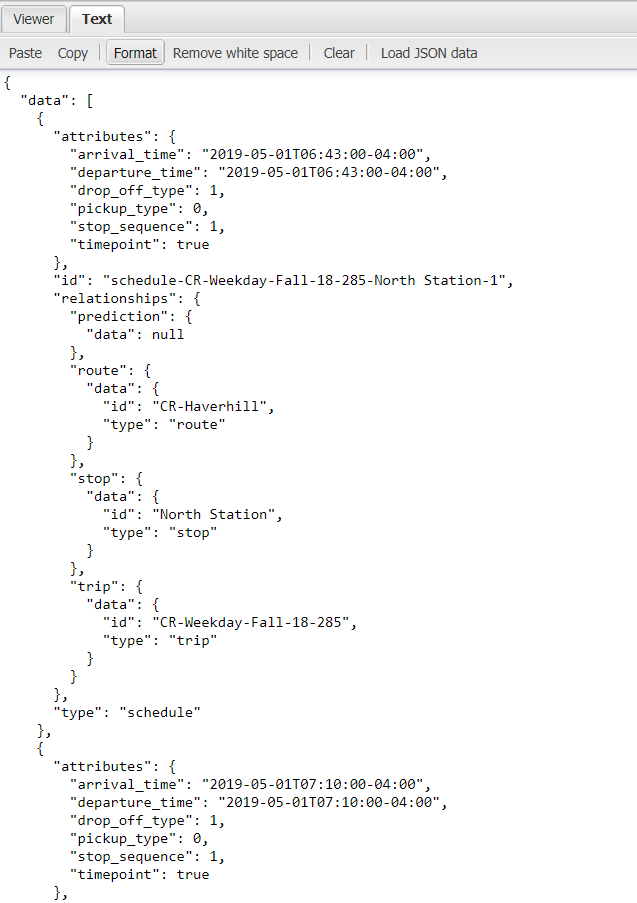 Viewer Text
Paste Copy Format Remove white space Clear Load JSON data
{
  "data": [
    {
      "attributes": {
        "arrival_time": "2019-05-01T06:43:00-04:00",
        "departure_time": "2019-05-01T06:43:00-04:00",
        "drop_off_type": 1,
        "pickup_type": 0,
        "stop_sequence": 1,
        "timepoint": true
      },
      "id": "schedule-CR-Weekday-Fall-18-285-North Station-1",
      "relationships": {
        "prediction": {
          "data": null
        },
        "route": {
          "data": {
            "id": "CR-Haverhill",
            "type": "route"
          }
        },
        "stop": {
          "data": {
            "id": "North Station",
            "type": "stop"
          }
        },
        "trip": {
          "data": {
            "id": "CR-Weekday-Fall-18-285",
            "type": "trip"
          }
        }
      },
      "type": "schedule"
    },
    {
      "attributes": {
        "arrival_time": "2019-05-01T07:10:00-04:00",
        "departure_time": "2019-05-01T07:10:00-04:00",
        "drop_off_type": 1,
        "pickup_type": 0,
        "stop_sequence": 1,
        "timepoint": true
      },